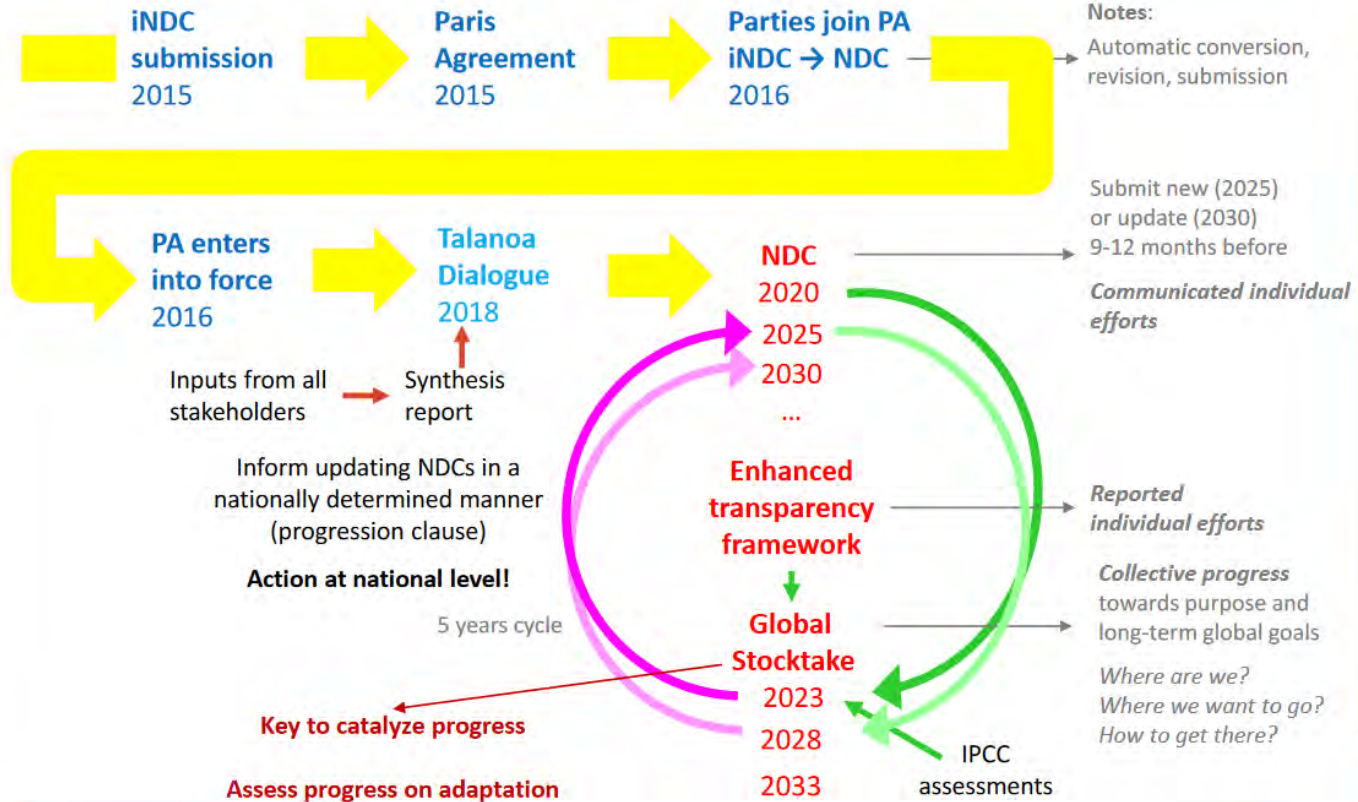 iNDC
submission
2015
Paris
Agreement
2015
Parties join PA
iNDC → NDC
2016
Notes:
Automatic conversion,
revision, submission
PA enters
into force
2016
Talanoa
Dialogue
2018
NDC
2020
2025
2030
...
Submit new (2025)
or update (2030)
9-12 months before
Communicated individual
efforts
Inputs from all
stakeholders
Synthesis
report
Inform updating NDCs in a
nationally determined manner
(progression clause)
Action at national level!
5 years cycle
Enhanced
transparency
framework
Reported
individual efforts
Global
Stocktake
2023
2028
2033
Collective progress
towards purpose and
long-term global goals
Where are we?
Where we want to go?
How to get there?
Key to catalyze progress
Assess progress on adaptation
IPCC
assessments